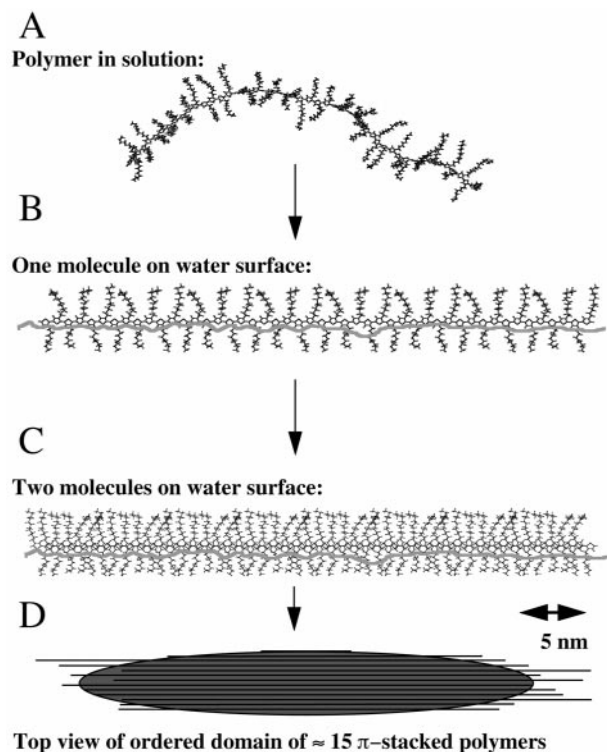 A
Polymer in solution:
B
One molecule on water surface:
C
Two molecules on water surface:
D
5 nm
Top view of ordered domain of ≈ 15 π−stacked polymers